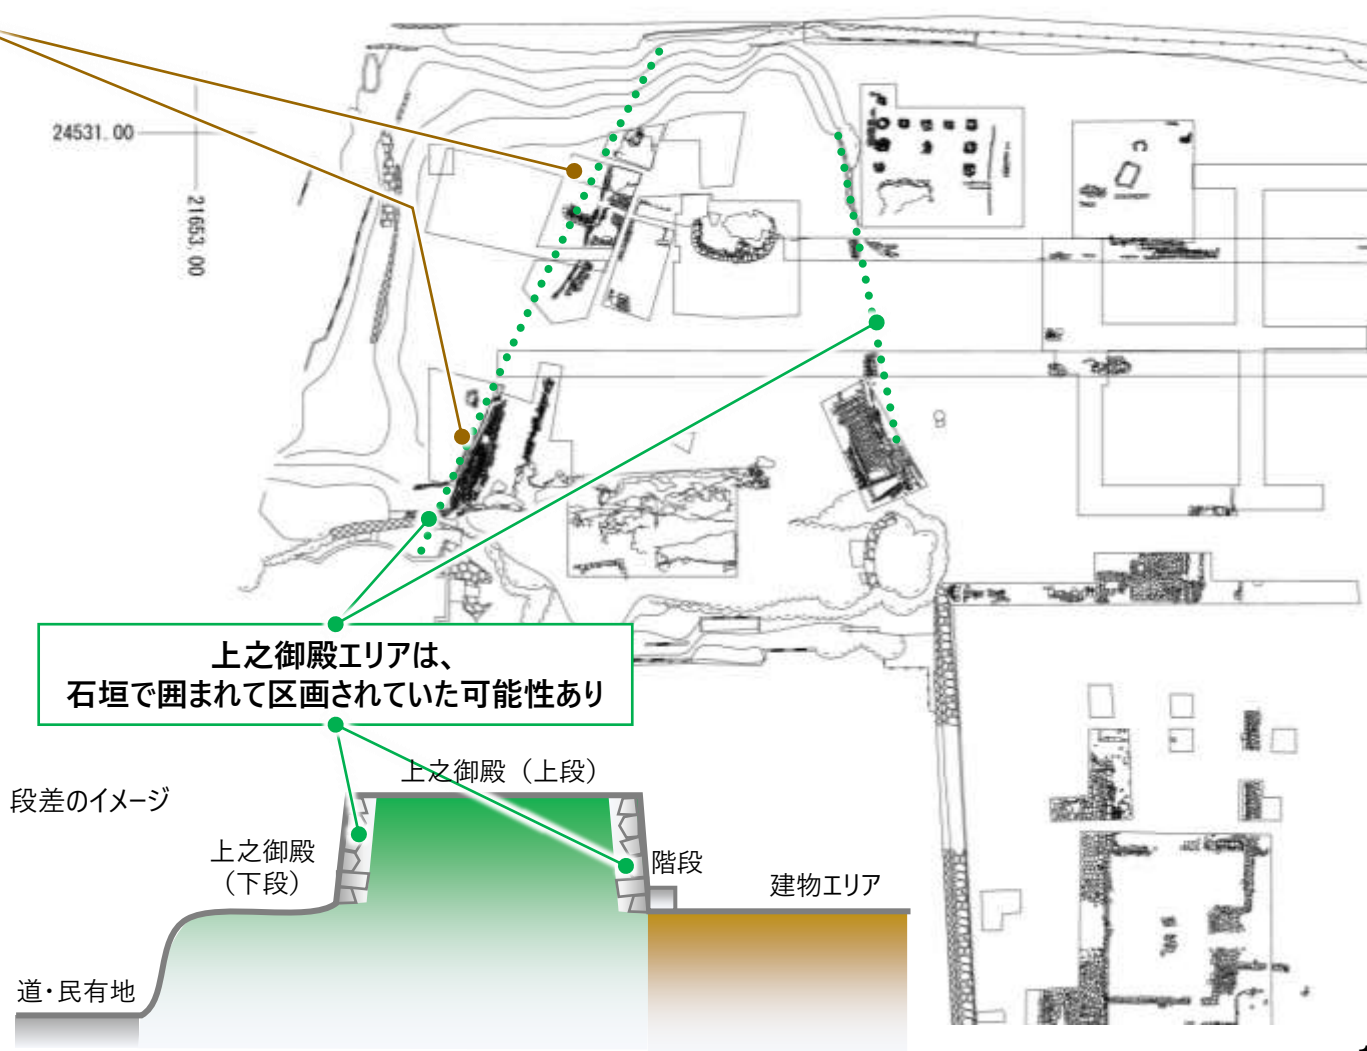 24531.00
21653.00
上之御殿エリアは、
石垣で囲まれて区画されていた可能性あり
上之御殿（上段）
段差のイメージ
上之御殿
（下段）
階段
建物エリア
道・民有地